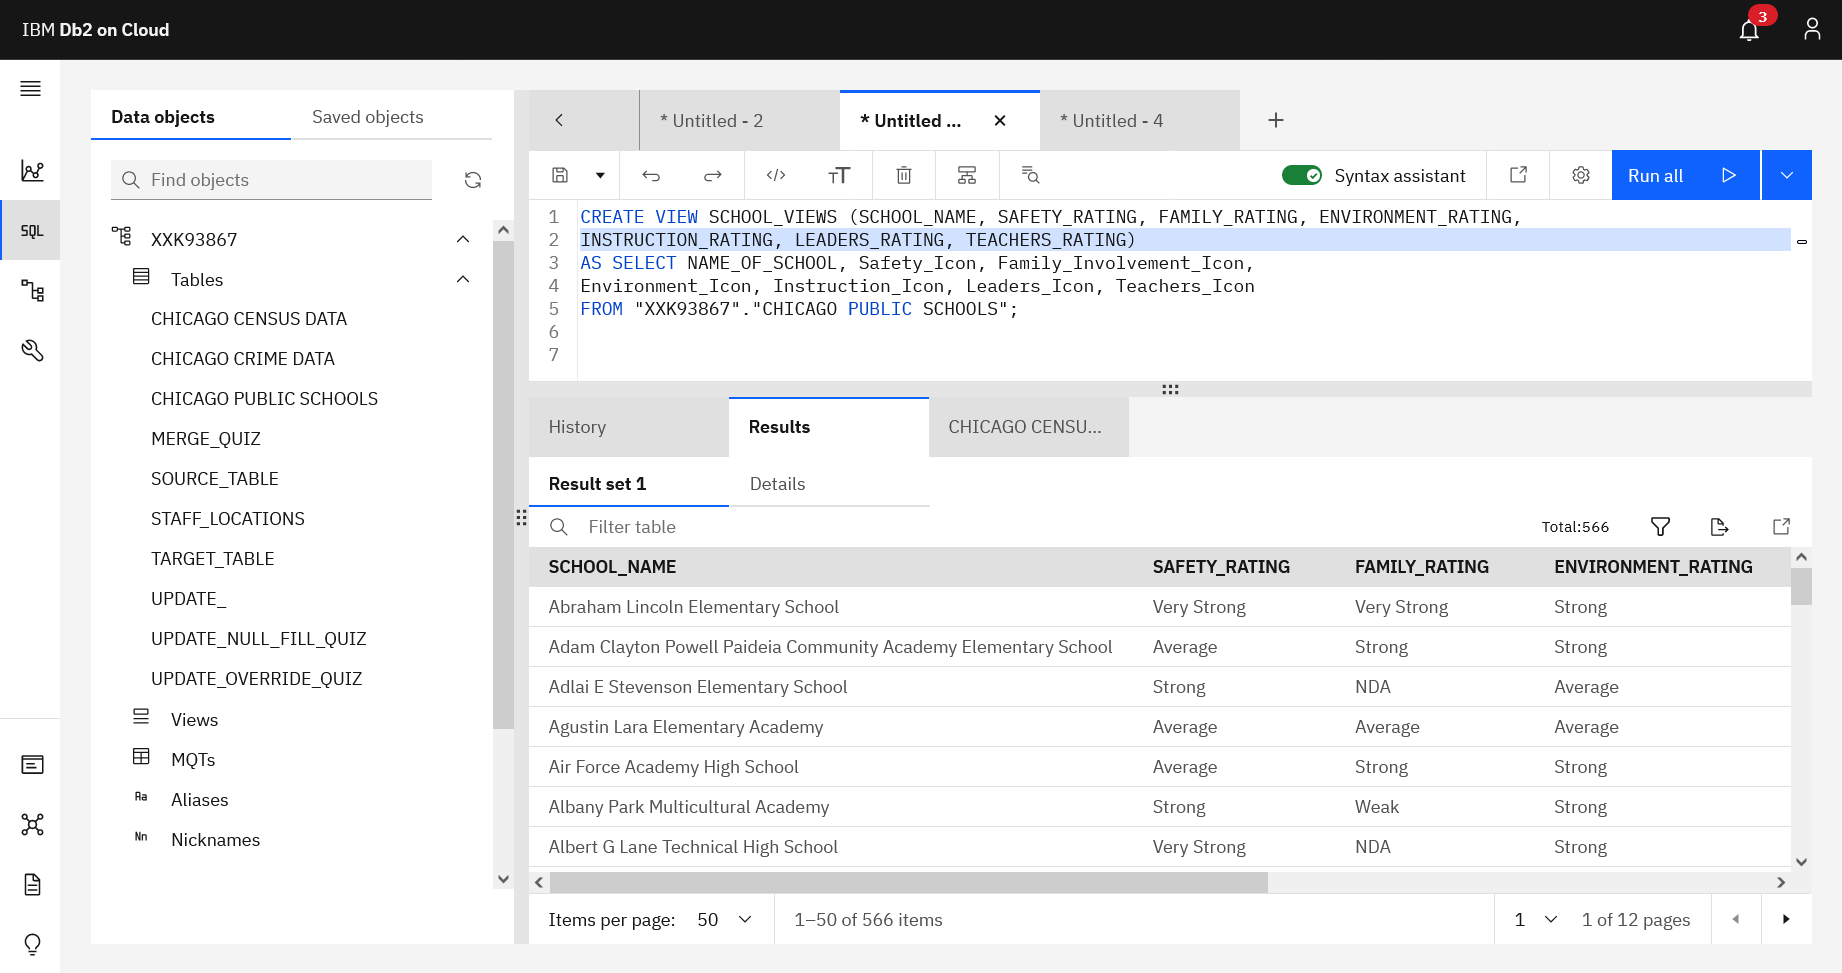 IBM Db2 on Cloud
3
Data objects
Saved objects
Find objects
XXK93867
Tables
CHICAGO CENSUS DATA
CHICAGO CRIME DATA
CHICAGO PUBLIC SCHOOLS
MERGE_QUIZ
SOURCE_TABLE
STAFF_LOCATIONS
TARGET_TABLE
UPDATE_
UPDATE_NULL_FILL_QUIZ
UPDATE_OVERRIDE_QUIZ
Views
MQTs
Aa Aliases
Nn Nicknames
SQL
* Untitled - 2
* Untitled ...
* Untitled - 4
Syntax assistant
Run all
1 CREATE VIEW SCHOOL_VIEWS (SCHOOL_NAME, SAFETY_RATING, FAMILY_RATING, ENVIRONMENT_RATING,
2 INSTRUCTION_RATING, LEADERS_RATING, TEACHERS_RATING)
3 AS SELECT NAME_OF_SCHOOL, Safety_Icon, Family_Involvement_Icon,
4 Environment_Icon, Instruction_Icon, Leaders_Icon, Teachers_Icon
5 FROM "XXK93867"."CHICAGO PUBLIC SCHOOLS";
6
7
History
Results
CHICAGO CENSU...
Result set 1
Details
Filter table
Total:566
SCHOOL_NAME SAFETY_RATING FAMILY_RATING ENVIRONMENT_RATING
Abraham Lincoln Elementary School Very Strong Very Strong Strong
Adam Clayton Powell Paideia Community Academy Elementary School Average Strong Strong
Adlai E Stevenson Elementary School Strong NDA Average
Agustin Lara Elementary Academy Average Average Average
Air Force Academy High School Average Strong Strong
Albany Park Multicultural Academy Strong Weak Strong
Albert G Lane Technical High School Very Strong NDA Strong
Items per page: 50
1–50 of 566 items
1
1 of 12 pages